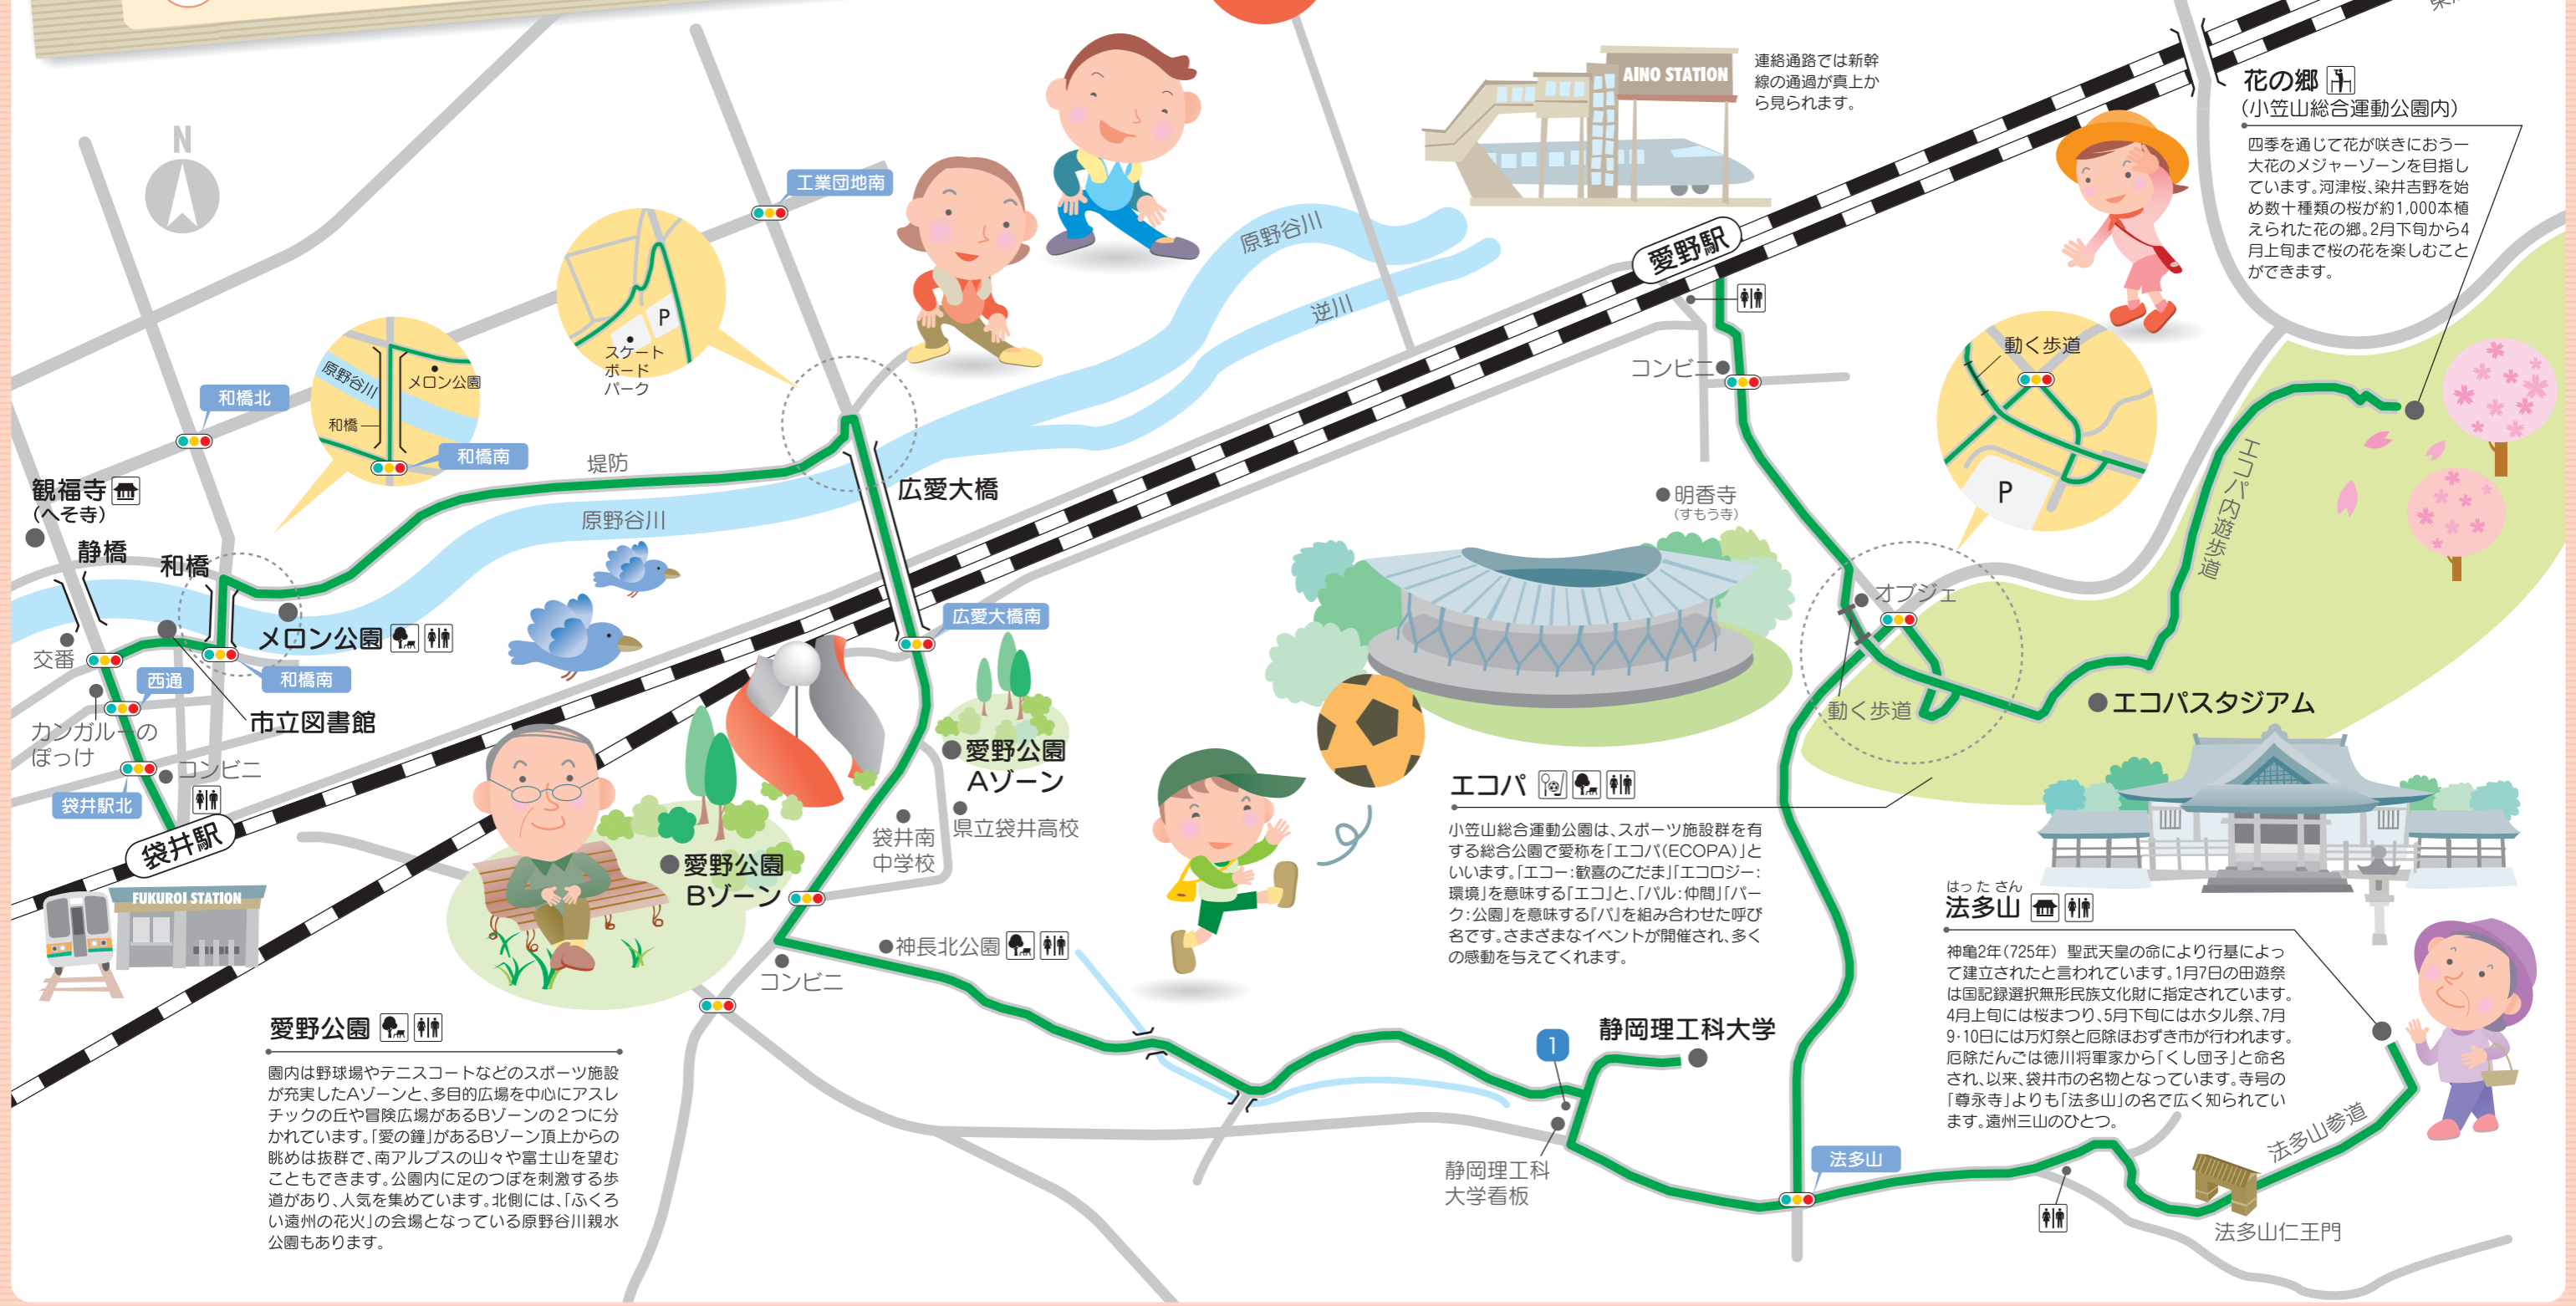 N
工業団地南
P
スケート
ボード
パーク
原野谷川
メロン公園
和橋
和橋北
和橋南
堤防
原野谷川
広愛大橋
観福寺
(へそ寺)
静橋
和橋
交番
メロン公園
西通
和橋南
市立図書館
カンガルーの
ぽっけ
コンビニ
袋井駅北
袋井駅
FUKUROI STATION
広愛大橋南
愛野公園
Aゾーン
県立袋井高校
袋井南
中学校
愛野公園
Bゾーン
コンビニ
神長北公園
愛野公園
園内は野球場やテニスコートなどのスポーツ施設
が充実したAゾーンと、多目的広場を中心にアスレ
チックの丘や冒険広場があるBゾーンの2つに分
かれています。「愛の鐘」があるBゾーン頂上からの
眺めは抜群で、南アルプスの山々や富士山を望む
こともできます。公園内に足のつぼを刺激する歩
道があり、人気を集めています。北側には、「ふくろ
い遠州の花火」の会場となっている原野谷川親水
公園もあります。
原野谷川
逆川
AINO STATION
連絡通路では新幹
線の通過が真上か
ら見られます。
愛野駅
コンビニ
明香寺
(すもう寺)
花の郷
(小笠山総合運動公園内)
四季を通じて花が咲きにおう一
大花のメジャーゾーンを目指し
ています。河津桜、染井吉野を始
め数十種類の桜が約1,000本植
えられた花の郷。2月下旬から4
月上旬まで桜の花を楽しむこと
ができます。
動く歩道
P
オブジェ
動く歩道
エコパ内遊歩道
エコパスタジアム
エコパ
小笠山総合運動公園は、スポーツ施設群を有
する総合公園で愛称を「エコパ(ECOPA)」と
いいます。「エコー:歓喜のこだま」「エコロジー:
環境」を意味する『エコ』と、「パル:仲間」「パー
ク:公園」を意味する『パ』を組み合わせた呼び
名です。さまざまなイベントが開催され、多く
の感動を与えてくれます。
はったさん
法多山
神亀2年(725年) 聖武天皇の命により行基によっ
て建立されたと言われています。1月7日の田遊祭
は国記録選択無形民族文化財に指定されています。
4月上旬には桜まつり、5月下旬にはホタル祭、7月
9・10日には万灯祭と厄除ほおずき市が行われます。
厄除だんごは徳川将軍家から「くし団子」と命名
され、以来、袋井市の名物となっています。寺号の
「尊永寺」よりも「法多山」の名で広く知られてい
ます。遠州三山のひとつ。
1
静岡理工科大学
静岡理工科
大学看板
法多山
法多山参道
法多山仁王門